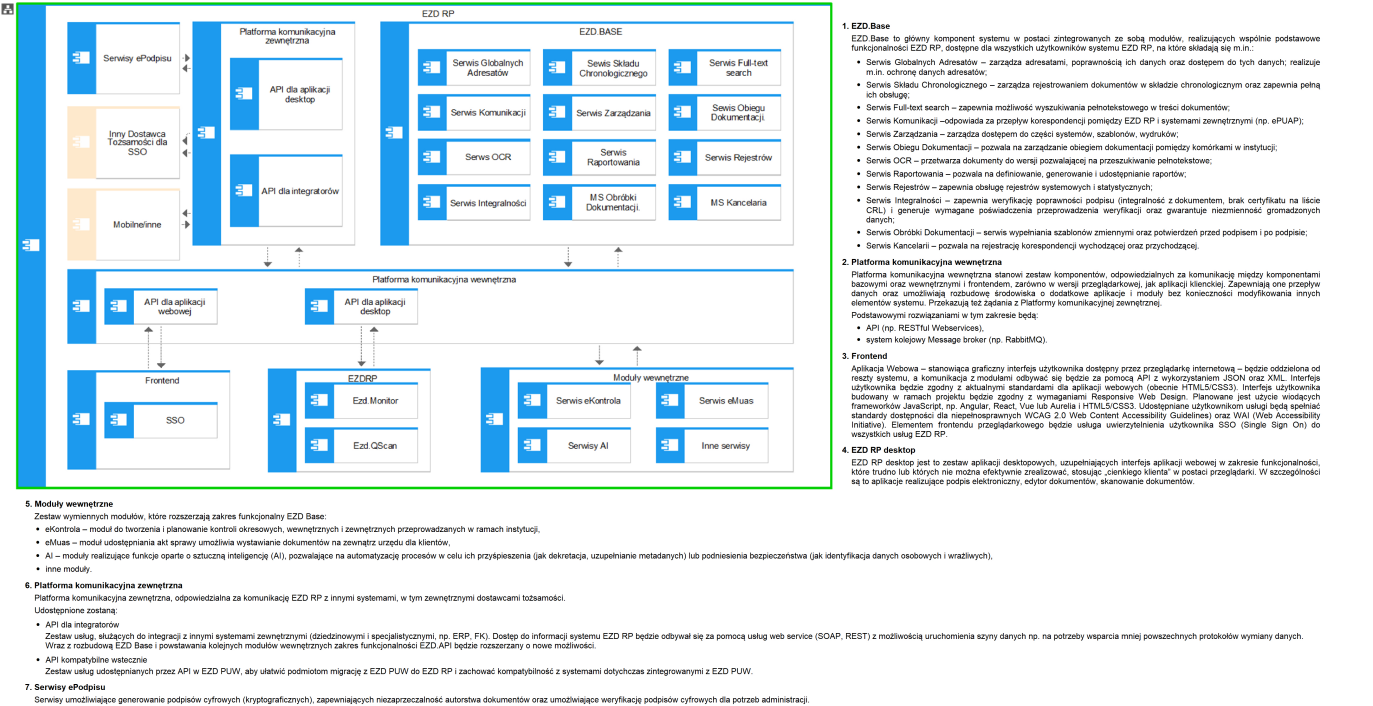 EZD RP
Serwisy ePodpisu
Inny Dostawca
Tożsamości dla
SSO
Mobilne/inne
Platforma komunikacyjna
zewnętrzna
API dla aplikacji
desktop
API dla integratorów
EZD.BASE
Serwis Globalnych
Adresatów
Sewis Składu
Chronologicznego
Serwis Full-text
search
Serwis Komunikacji
Serwis Zarządzania
Sewis Obiegu
Dokumentacji.
Serws OCR
Serwis
Raportowania
Serwis Rejestrów
Serwis Integralności
MS Obróbki
Dokumentacji.
MS Kancelaria
Platforma komunikacyjna wewnętrzna
API dla aplikacji
webowej
API dla aplikacji
desktop
Frontend
SSO
EZDRP
Ezd.Monitor
Ezd.QScan
Moduły wewnętrzne
Serwis eKontrola
Serwis eMuas
Serwisy AI
Inne serwisy
1. EZD.Base
EZD.Base to główny komponent systemu w postaci zintegrowanych ze sobą modułów, realizujących wspólnie podstawowe
funkcjonalności EZD RP, dostępne dla wszystkich użytkowników systemu EZD RP, na które składają się m.in.:
• Serwis Globalnych Adresatów – zarządza adresatami, poprawnością ich danych oraz dostępem do tych danych; realizuje
m.in. ochronę danych adresatów;
• Serwis Składu Chronologicznego – zarządza rejestrowaniem dokumentów w składzie chronologicznym oraz zapewnia pełną
ich obsługę;
• Serwis Full-text search – zapewnia możliwość wyszukiwania pełnotekstowego w treści dokumentów;
• Serwis Komunikacji –odpowiada za przepływ korespondencji pomiędzy EZD RP i systemami zewnętrznymi (np. ePUAP);
• Serwis Zarządzania – zarządza dostępem do części systemów, szablonów, wydruków;
• Serwis Obiegu Dokumentacji – pozwala na zarządzanie obiegiem dokumentacji pomiędzy komórkami w instytucji;
• Serwis OCR – przetwarza dokumenty do wersji pozwalającej na przeszukiwanie pełnotekstowe;
• Serwis Raportowania – pozwala na definiowanie, generowanie i udostępnianie raportów;
• Serwis Rejestrów – zapewnia obsługę rejestrów systemowych i statystycznych;
• Serwis Integralności – zapewnia weryfikację poprawności podpisu (integralność z dokumentem, brak certyfikatu na liście
CRL) i generuje wymagane poświadczenia przeprowadzenia weryfikacji oraz gwarantuje niezmienność gromadzonych
danych;
• Serwis Obróbki Dokumentacji – serwis wypełniania szablonów zmiennymi oraz potwierdzeń przed podpisem i po podpisie;
• Serwis Kancelarii – pozwala na rejestrację korespondencji wychodzącej oraz przychodzącej.
2. Platforma komunikacyjna wewnętrzna
Platforma komunikacyjna wewnętrzna stanowi zestaw komponentów, odpowiedzialnych za komunikację między komponentami
bazowymi oraz wewnętrznymi i frontendem, zarówno w wersji przeglądarkowej, jak aplikacji klienckiej. Zapewniają one przepływ
danych oraz umożliwiają rozbudowę środowiska o dodatkowe aplikacje i moduły bez konieczności modyfikowania innych
elementów systemu. Przekazują też żądania z Platformy komunikacyjnej zewnętrznej.
Podstawowymi rozwiązaniami w tym zakresie będą:
• API (np. RESTful Webservices),
• system kolejowy Message broker (np. RabbitMQ).
3. Frontend
Aplikacja Webowa – stanowiąca graficzny interfejs użytkownika dostępny przez przeglądarkę internetową – będzie oddzielona od
reszty systemu, a komunikacja z modułami odbywać się będzie za pomocą API z wykorzystaniem JSON oraz XML. Interfejs
użytkownika będzie zgodny z aktualnymi standardami dla aplikacji webowych (obecnie HTML5/CSS3). Interfejs użytkownika
budowany w ramach projektu będzie zgodny z wymaganiami Responsive Web Design. Planowane jest użycie wiodących
frameworków JavaScript, np. Angular, React, Vue lub Aurelia i HTML5/CSS3. Udostępniane użytkownikom usługi będą spełniać
standardy dostępności dla niepełnosprawnych WCAG 2.0 Web Content Accessibility Guidelines) oraz WAI (Web Accessibility
Initiative). Elementem frontendu przeglądarkowego będzie usługa uwierzytelnienia użytkownika SSO (Single Sign On) do
wszystkich usług EZD RP.
4. EZD RP desktop
EZD RP desktop jest to zestaw aplikacji desktopowych, uzupełniających interfejs aplikacji webowej w zakresie funkcjonalności,
które trudno lub których nie można efektywnie zrealizować, stosując „cienkiego klienta” w postaci przeglądarki. W szczególności
są to aplikacje realizujące podpis elektroniczny, edytor dokumentów, skanowanie dokumentów.
5. Moduły wewnętrzne
Zestaw wymiennych modułów, które rozszerzają zakres funkcjonalny EZD Base:
• eKontrola – moduł do tworzenia i planowanie kontroli okresowych, wewnętrznych i zewnętrznych przeprowadzanych w ramach instytucji,
• eMuas – moduł udostępniania akt sprawy umożliwia wystawianie dokumentów na zewnątrz urzędu dla klientów,
• AI – moduły realizujące funkcje oparte o sztuczną inteligencję (AI), pozwalające na automatyzację procesów w celu ich przyśpieszenia (jak dekretacja, uzupełnianie metadanych) lub podniesienia bezpieczeństwa (jak identyfikacja danych osobowych i wrażliwych),
• inne moduły.
6. Platforma komunikacyjna zewnętrzna
Platforma komunikacyjna zewnętrzna, odpowiedzialna za komunikację EZD RP z innymi systemami, w tym zewnętrznymi dostawcami tożsamości.
Udostępnione zostaną:
• API dla integratorów
Zestaw usług, służących do integracji z innymi systemami zewnętrznymi (dziedzinowymi i specjalistycznymi, np. ERP, FK). Dostęp do informacji systemu EZD RP będzie odbywał się za pomocą usług web service (SOAP, REST) z możliwością uruchomienia szyny danych np. na potrzeby wsparcia mniej powszechnych protokołów wymiany danych.
Wraz z rozbudową EZD Base i powstawania kolejnych modułów wewnętrznych zakres funkcjonalności EZD.API będzie rozszerzany o nowe możliwości.
• API kompatybilne wstecznie
Zestaw usług udostępnianych przez API w EZD PUW, aby ułatwić podmiotom migrację z EZD PUW do EZD RP i zachować kompatybilność z systemami dotychczas zintegrowanymi z EZD PUW.
7. Serwisy ePodpisu
Serwisy umożliwiające generowanie podpisów cyfrowych (kryptograficznych), zapewniających niezaprzeczalność autorstwa dokumentów oraz umożliwiające weryfikację podpisów cyfrowych dla potrzeb administracji.